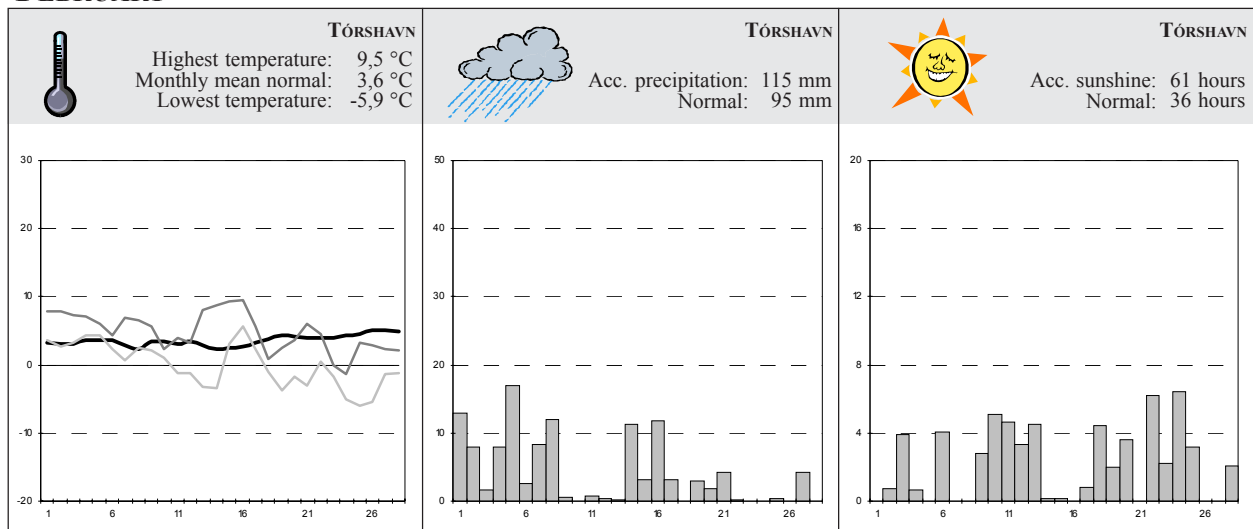 TÓRSHAVN
Highest temperature: 9,5 °C
Monthly mean normal: 3,6 °C
Lowest temperature: -5,9 °C
TÓRSHAVN
Acc. precipitation: 115 mm
Normal: 95 mm
TÓRSHAVN
Acc. sunshine: 61 hours
Normal: 36 hours
30
20
10
0
-10
-20
1 6 11 16 21 26
50
40
30
20
10
0
1 6 11 16 21 26
20
16
12
8
4
0
1 6 11 16 21 26